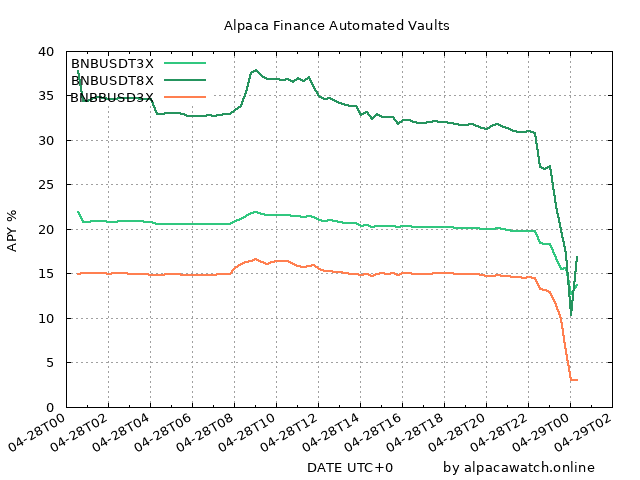 Alpaca Finance Automated Vaults
40
35
30
25
20
15
10
5
0
APY %
BNBUSDT3X
BNBUSDT8X
BNBBUSD3X
04-28T00
04-28T02
04-28T04
04-28T06
04-28T08
04-28T10
04-28T12
04-28T14
04-28T16
04-28T18
04-28T20
04-28T22
04-29T00
04-29T02
DATE UTC+0
by alpacawatch.online